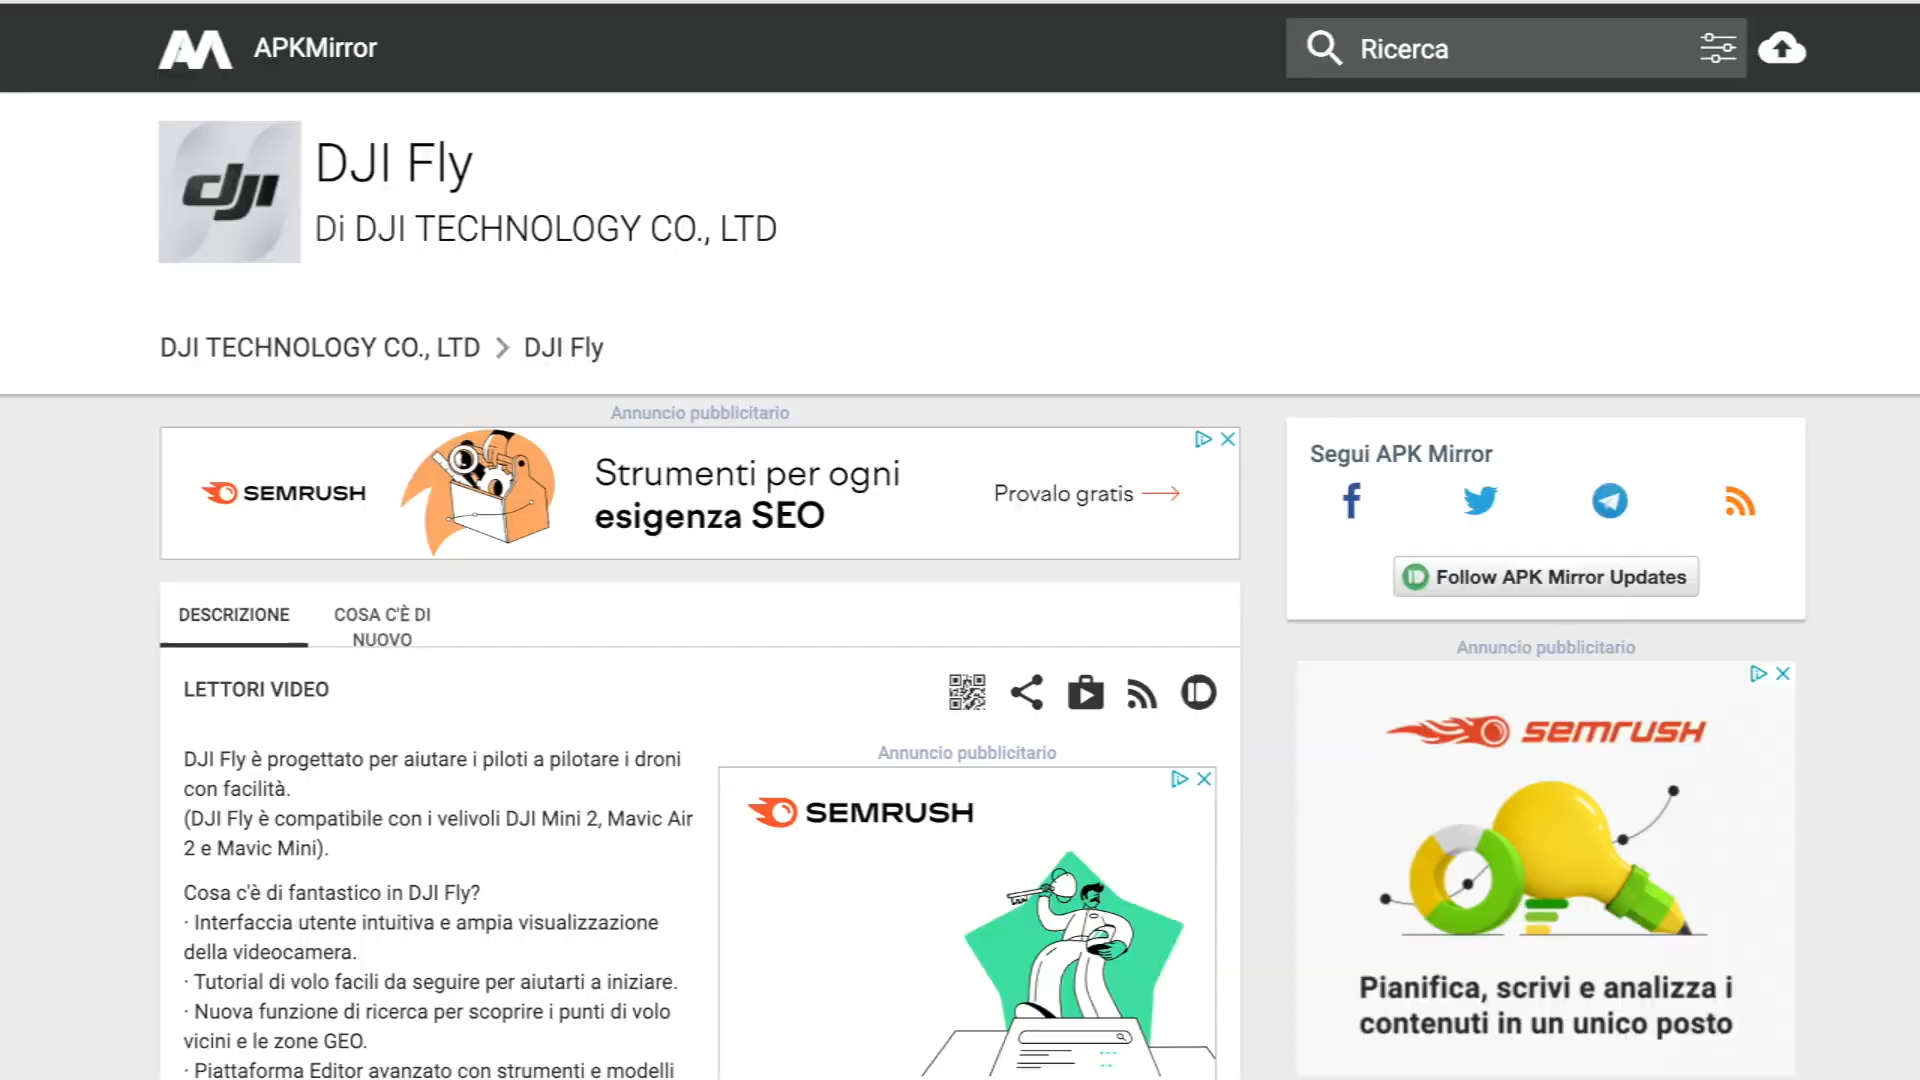 APKMirror
Ricerca
dji
DJI Fly
Di DJI TECHNOLOGY CO., LTD
DJI TECHNOLOGY CO., LTD
DJI Fly
Annuncio pubblicitario
SEMRUSH
Strumenti per ogni
esigenza SEO
Provalo gratis
Segui APK Mirror
Follow APK Mirror Updates
DESCRIZIONE
COSA C'È DI
NUOVO
LETTORI VIDEO
DJI Fly è progettato per aiutare i piloti a pilotare i droni
con facilità.
(DJI Fly è compatibile con i velivoli DJI Mini 2, Mavic Air
2 e Mavic Mini).
Cosa c'è di fantastico in DJI Fly?
· Interfaccia utente intuitiva e ampia visualizzazione
della videocamera.
· Tutorial di volo facili da seguire per aiutarti a iniziare.
· Nuova funzione di ricerca per scoprire i punti di volo
vicini e le zone GEO.
· Piattaforma Editor avanzato con strumenti e modelli
Annuncio pubblicitario
SEMRUSH
Annuncio pubblicitario
SEMRUSH
Pianifica, scrivi e analizza i
contenuti in un unico posto